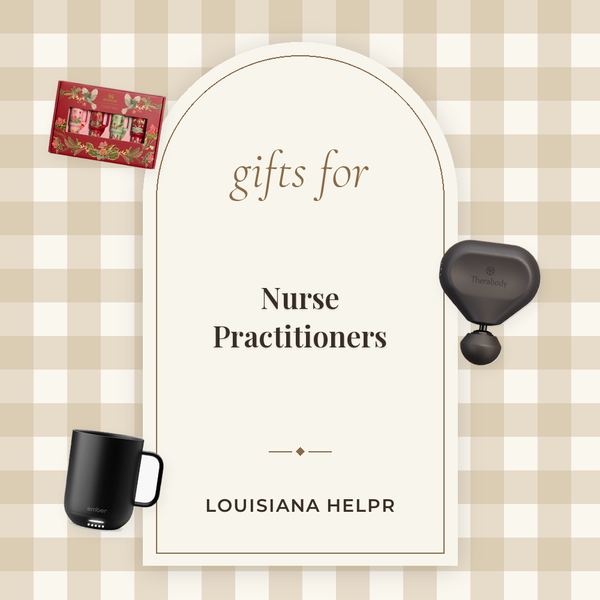 gifts for
Nurse
Practitioners
Therabody
ember
LOUISIANA HELPR